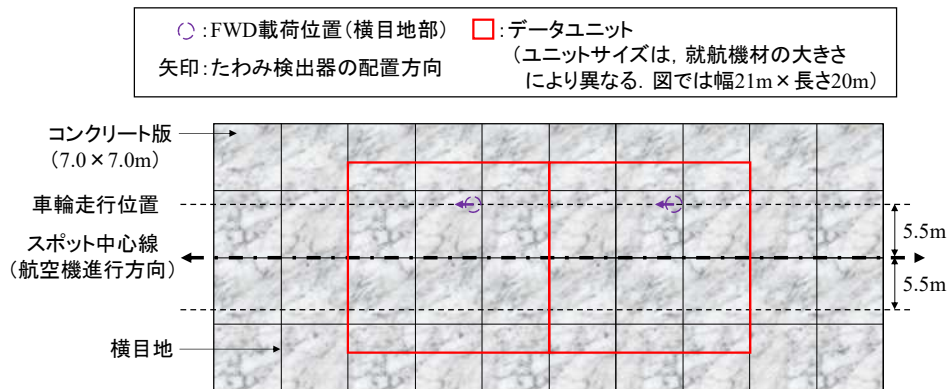 :FWD載荷位置(横目地部)
:データユニット
(ユニットサイズは,就航機材の大きさ
により異なる.図では幅21m×長さ20m)
矢印:たわみ検出器の配置方向
コンクリート版
(7.0×7.0m)
車輪走行位置
スポット中心線
(航空機進行方向)
横目地
5.5m
5.5m